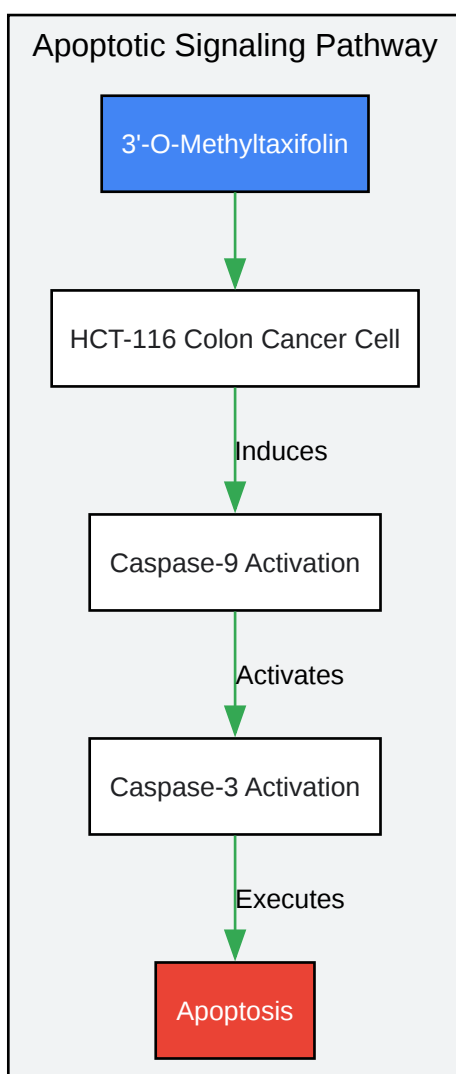 Apoptotic Signaling Pathway
3'-O-Methyltaxifolin
HCT-116 Colon Cancer Cell
Induces
Caspase-9 Activation
Activates
Caspase-3 Activation
Executes
Apoptosis